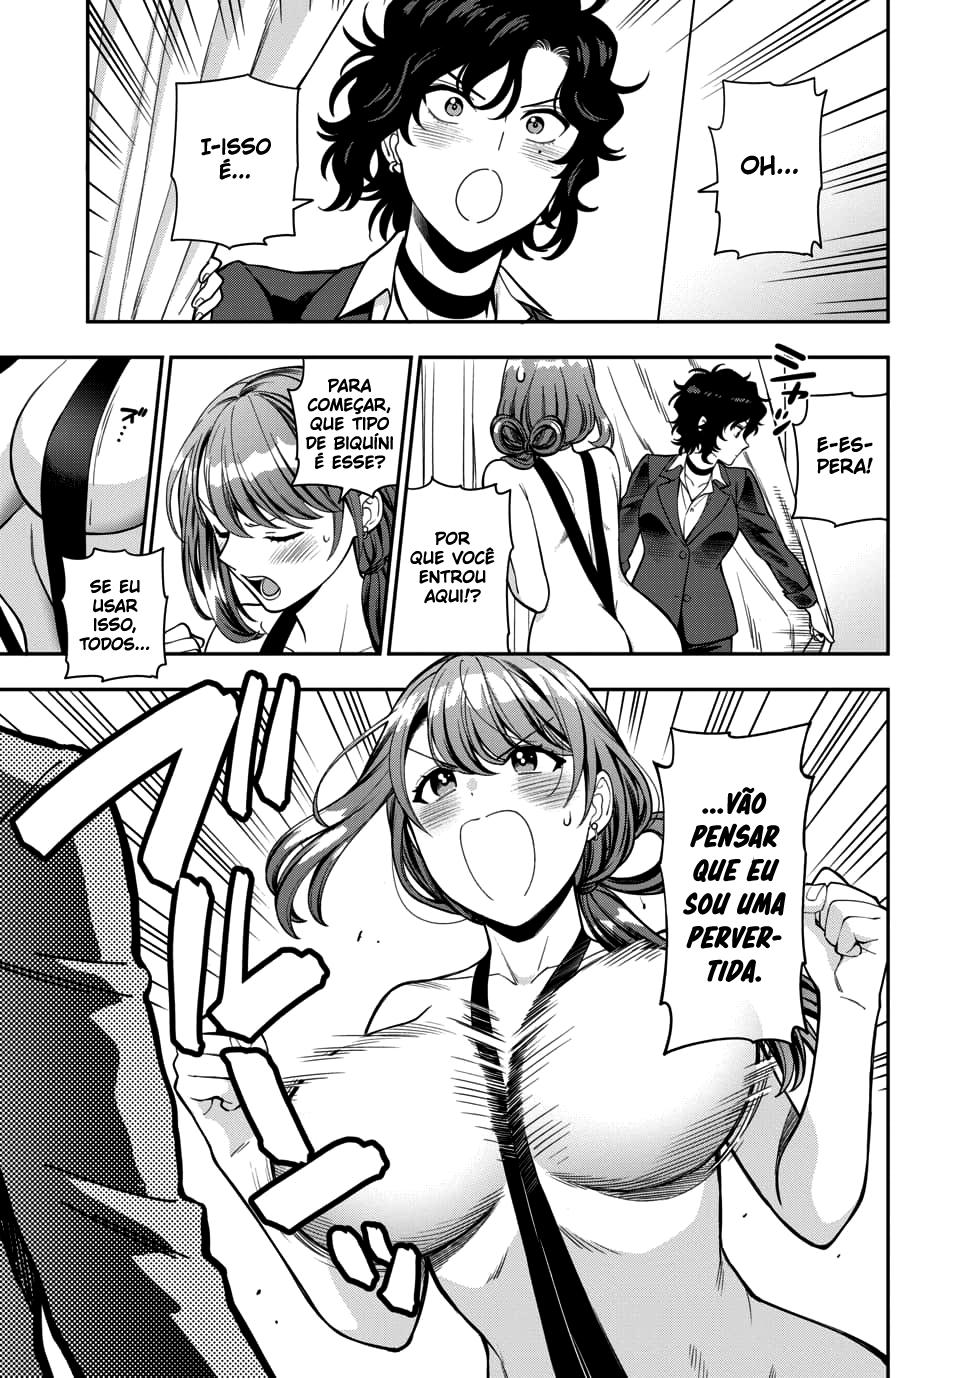 OH...
I-ISSO
É...
E-ES-
PERA!
POR
QUE VOCÊ
ENTROU
AQUI!?
PARA
COMEÇAR,
QUE TIPO
DE BIQUÍNI
É ESSE?
SE EU
USAR
ISSO,
TODOS...
...VÃO
PENSAR
QUE EU
SOU UMA
PERVER-
TIDA.